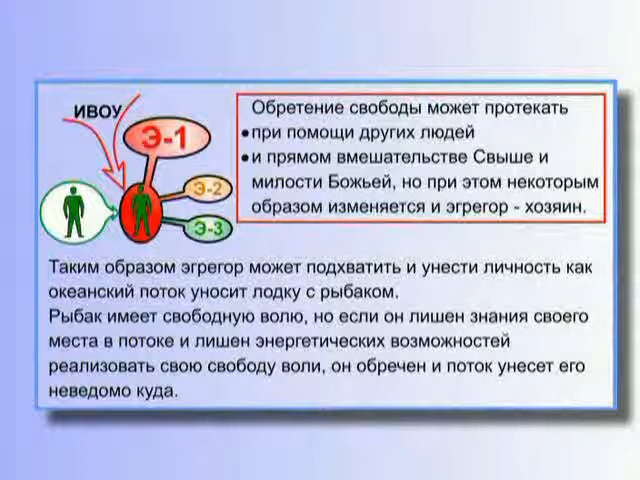 ИВОУ
Э-1
Э-2
Э-3
Обретение свободы может протекать
●при помощи других людей
●и прямом вмешательстве Свыше и
милости Божьей, но при этом некоторым
образом изменяется и эгрегор - хозяин.
Таким образом эгрегор может подхватить и унести личность как
океанский поток уносит лодку с рыбаком.
Рыбак имеет свободную волю, но если он лишен знания своего
места в потоке и лишен энергетических возможностей
реализовать свою свободу воли, он обречен и поток унесет его
неведомо куда.